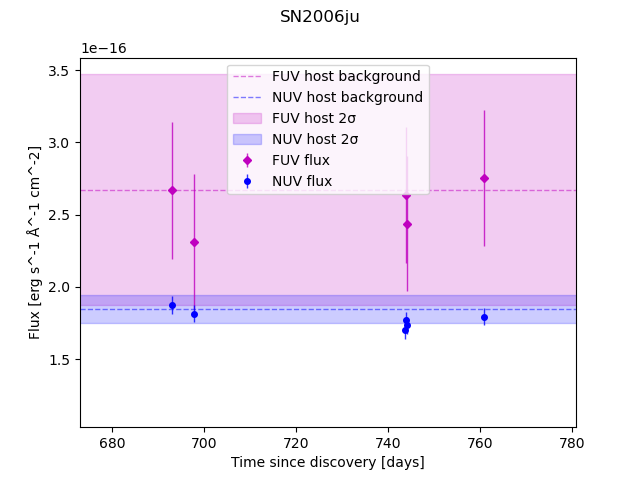 SN2006ju
1e−16
FUV host background
NUV host background
FUV host 2σ
NUV host 2σ
FUV flux
NUV flux
3.5
3.0
2.5
2.0
1.5
Flux [erg s^-1 Å^-1 cm^-2]
680 700 720 740 760 780
Time since discovery [days]